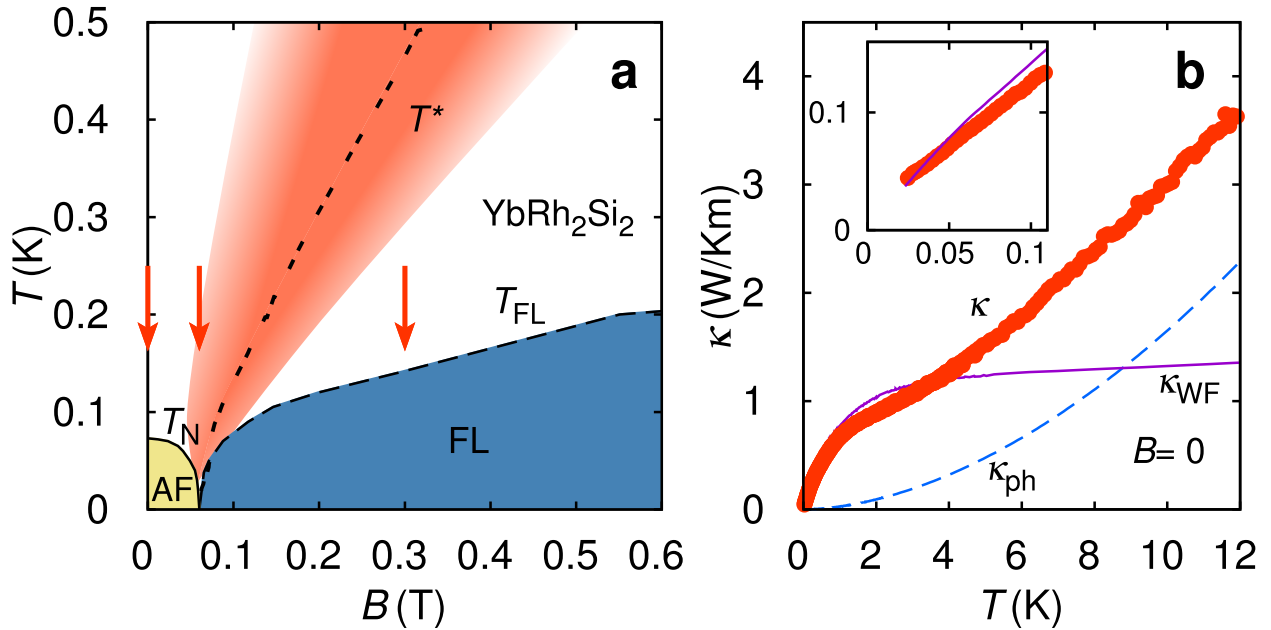 a
0.5
0.4
0.3
0.2
0.1
0
T (K)
T*
YbRh2Si2
TFL
TN
AF
FL
0 0.1 0.2 0.3 0.4 0.5 0.6
B (T)
b
4
3
2
1
0
κ (W/Km)
0.1
0
0 0.05 0.1
κ
κWF
κph
B= 0
0 2 4 6 8 10 12
T (K)